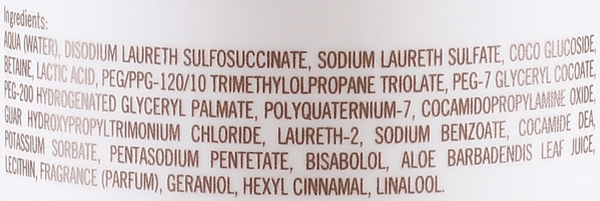 Ingredients:
AQUA (WATER), DISODIUM LAURETH SULFOSUCCINATE, SODIUM LAURETH SULFATE, COCO GLUCOSIDE,
BETAINE, LACTIC ACID, PEG/PPG-120/10 TRIMETHYLOLPROPANE TRIOLATE, PEG-7 GLYCERYL COCOATE,
PEG-200 HYDROGENATED GLYCERYL PALMATE, POLYQUATERNIUM-7, COCAMIDOPROPYLAMINE OXIDE,
GUAR HYDROXYPROPYLTRIMONIUM CHLORIDE, LAURETH-2, SODIUM BENZOATE, COCAMIDE DEA,
POTASSIUM SORBATE, PENTASODIUM PENTETATE, BISABOLOL, ALOE BARBADENSIS LEAF JUICE,
LECITHIN, FRAGRANCE (PARFUM), GERANIOL, HEXYL CINNAMAL, LINALOOL.